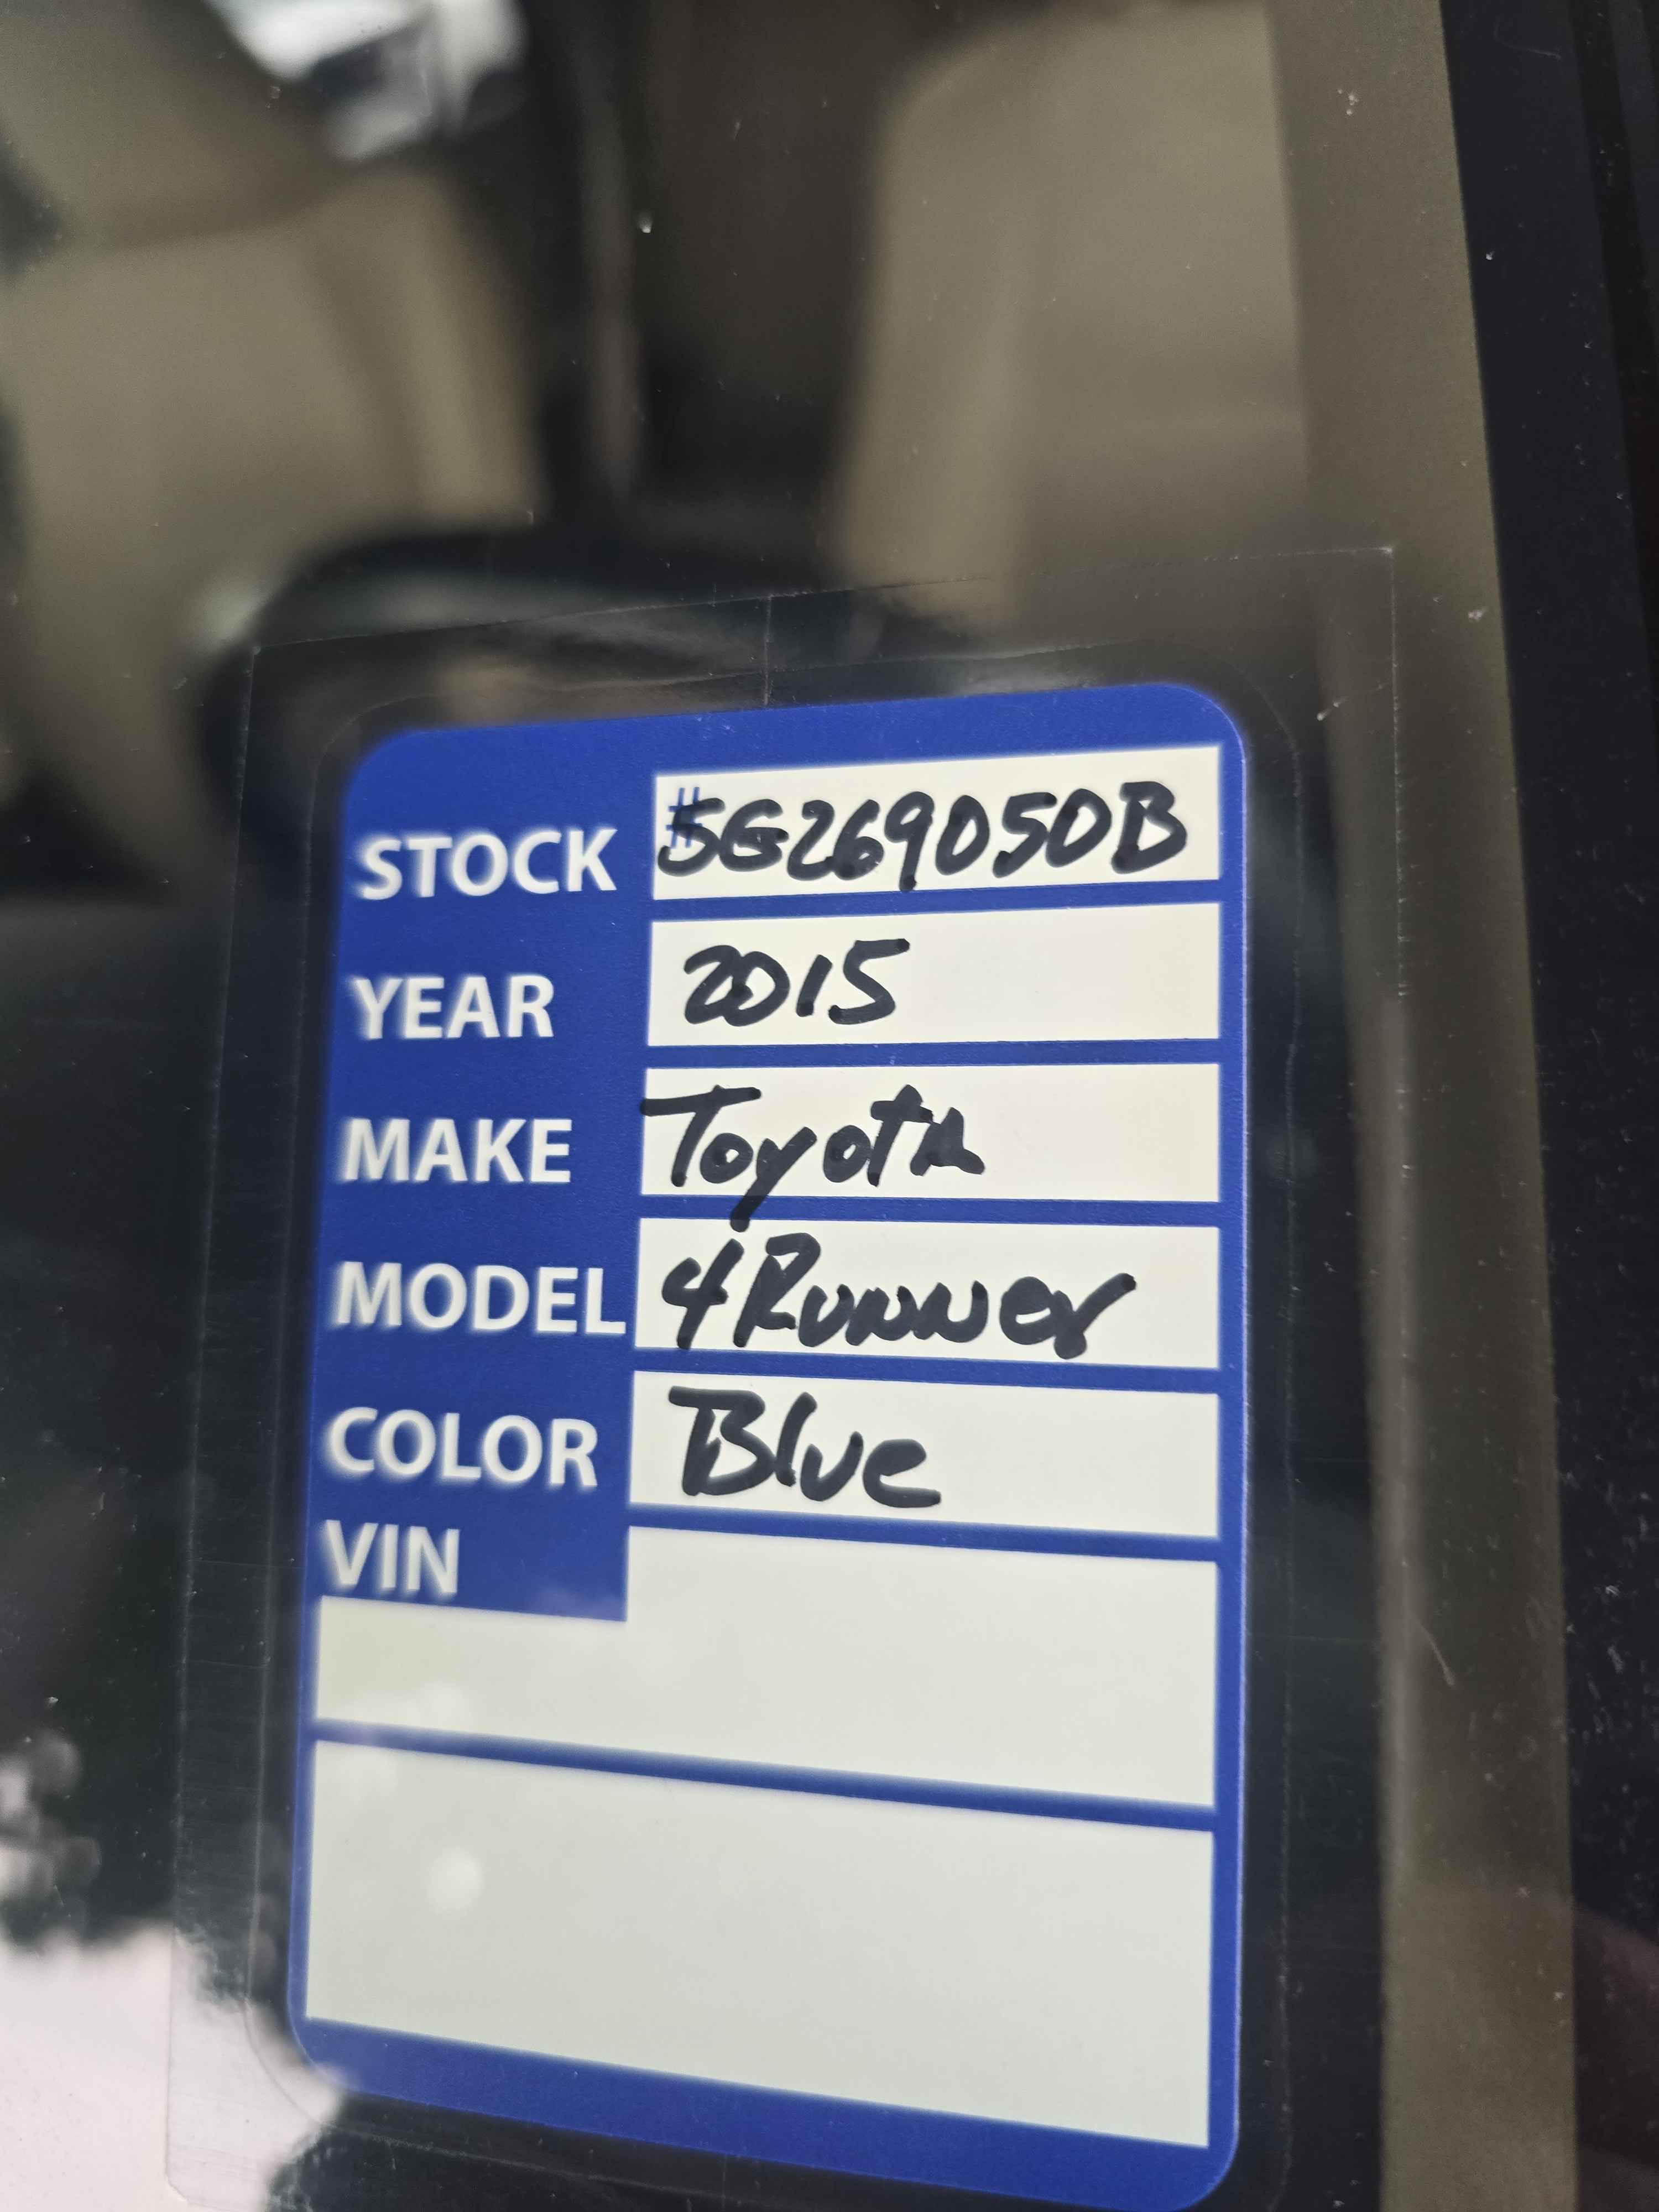 STOCK #5G269050B
YEAR 2015
MAKE Toyota
MODEL 4Runner
COLOR Blue
VIN